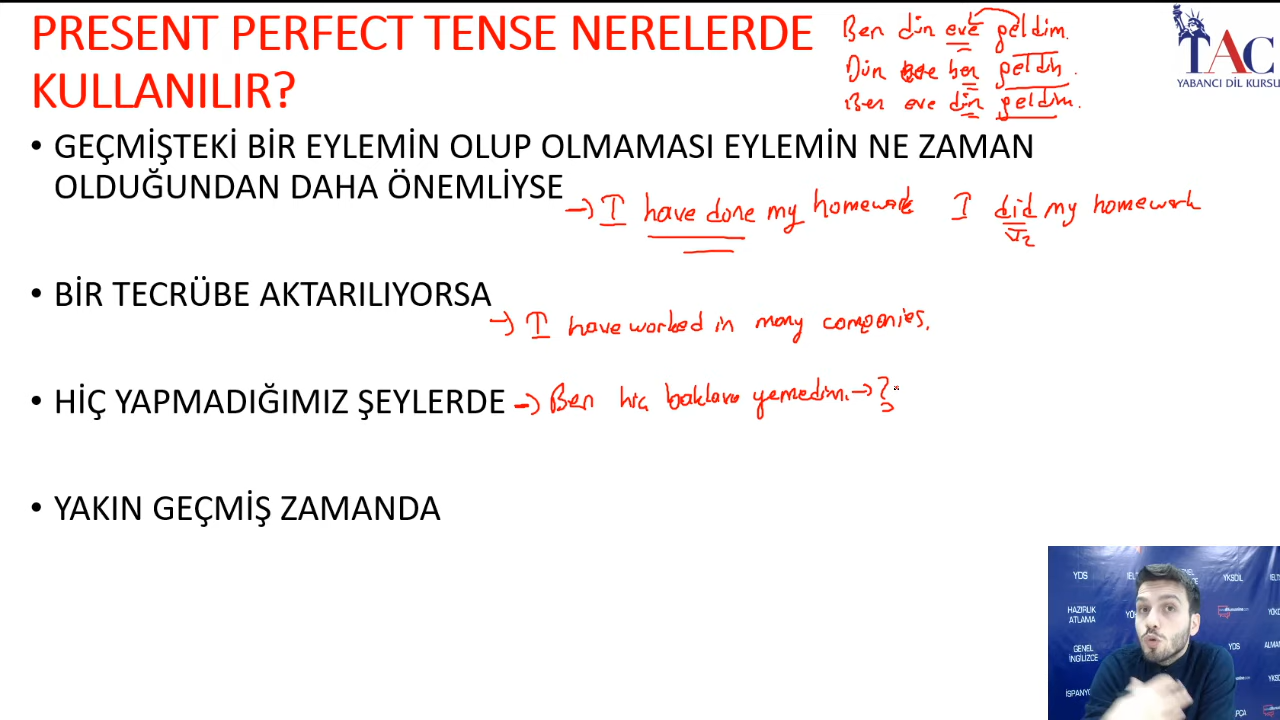 PRESENT PERFECT TENSE NERELERDE
KULLANILIR?
Ben dün eve geldim.
Dün ben geldim.
Ben eve dün geldim.
TAC
YABANCI DİL KURSU
• GEÇMİŞTEKİ BİR EYLEMİN OLUP OLMAMASI EYLEMİN NE ZAMAN
OLDUĞUNDAN DAHA ÖNEMLİYSE
→ I have done my homework I did my homework
V2
• BİR TECRÜBE AKTARILIYORSA
→ I have worked in many companies.
• HİÇ YAPMADIĞIMIZ ŞEYLERDE → Ben hiç baklava yemedim. → ?
• YAKIN GEÇMİŞ ZAMANDA
YDS
YKSDİL
HAZIRLIK
ATLAMA
YDS
GENEL
İNGİLİZCE